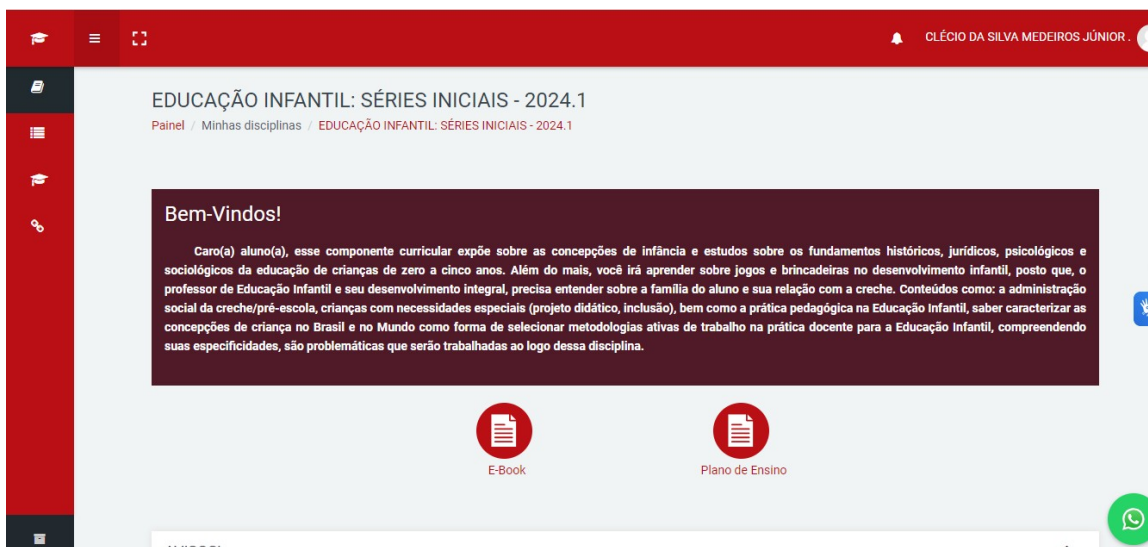 CLÉCIO DA SILVA MEDEIROS JÚNIOR .
EDUCAÇÃO INFANTIL: SÉRIES INICIAIS - 2024.1
Painel / Minhas disciplinas / EDUCAÇÃO INFANTIL: SÉRIES INICIAIS - 2024.1
Bem-Vindos!
Caro(a) aluno(a), esse componente curricular expõe sobre as concepções de infância e estudos sobre os fundamentos históricos, jurídicos, psicológicos e
sociológicos da educação de crianças de zero a cinco anos. Além do mais, você irá aprender sobre jogos e brincadeiras no desenvolvimento infantil, posto que, o
professor de Educação Infantil e seu desenvolvimento integral, precisa entender sobre a família do aluno e sua relação com a creche. Conteúdos como: a administração
social da creche/pré-escola, crianças com necessidades especiais (projeto didático, inclusão), bem como a prática pedagógica na Educação Infantil, saber caracterizar as
concepções de criança no Brasil e no Mundo como forma de selecionar metodologias ativas de trabalho na prática docente para a Educação Infantil, compreendendo
suas especificidades, são problemáticas que serão trabalhadas ao logo dessa disciplina.
E-Book
Plano de Ensino